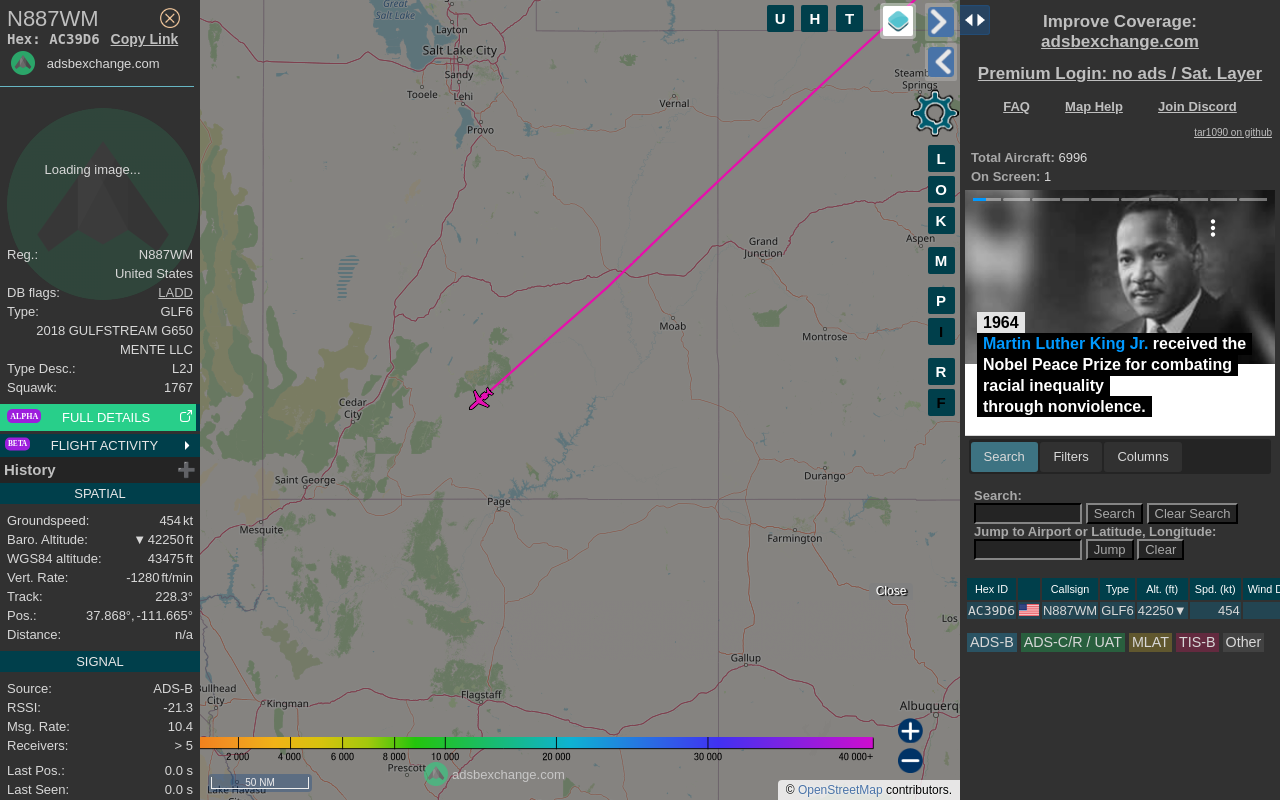 N887WM
Hex: AC39D6 Copy Link
adsbexchange.com
Loading image...
Reg.: N887WM
United States
DB flags: LADD
Type: GLF6
2018 GULFSTREAM G650
MENTE LLC
Type Desc.: L2J
Squawk: 1767
ALPHA FULL DETAILS
BETA FLIGHT ACTIVITY
History
SPATIAL
Groundspeed: 454 kt
Baro. Altitude: ▼ 42250 ft
WGS84 altitude: 43475 ft
Vert. Rate: -1280 ft/min
Track: 228.3°
Pos.: 37.868°, -111.665°
Distance: n/a
SIGNAL
Source: ADS-B
RSSI: -21.3
Msg. Rate: 10.4
Receivers: > 5
Last Pos.: 0.0 s
Last Seen: 0.0 s
Great
Salt Lake
Layton
Salt Lake City
Sandy
Tooele
Lehi
Provo
Vernal
Steamb
Springs
Grand
Junction
Aspen
Moab
Montrose
Cedar
City
Saint George
Page
Mesquite
Durango
Farmington
Close
Los
Gallup
Bullhead
City
Kingman
Flagstaff
Albuquerq
Prescott
Lake Havasu
City
U H T
L
O
K
M
P
I
R
F
2 000 4 000 6 000 8 000 10 000 20 000 30 000 40 000+
adsbexchange.com
50 NM
© OpenStreetMap contributors.
Improve Coverage:
adsbexchange.com
Premium Login: no ads / Sat. Layer
FAQ Map Help Join Discord
tar1090 on github
Total Aircraft: 6996
On Screen: 1
1964
Martin Luther King Jr. received the
Nobel Peace Prize for combating
racial inequality
through nonviolence.
Search Filters Columns
Search:
Search Clear Search
Jump to Airport or Latitude, Longitude:
Jump Clear
Hex ID Callsign Type Alt. (ft) Spd. (kt) Wind D
AC39D6 N887WM GLF6 42250▼ 454
ADS-B ADS-C/R / UAT MLAT TIS-B Other